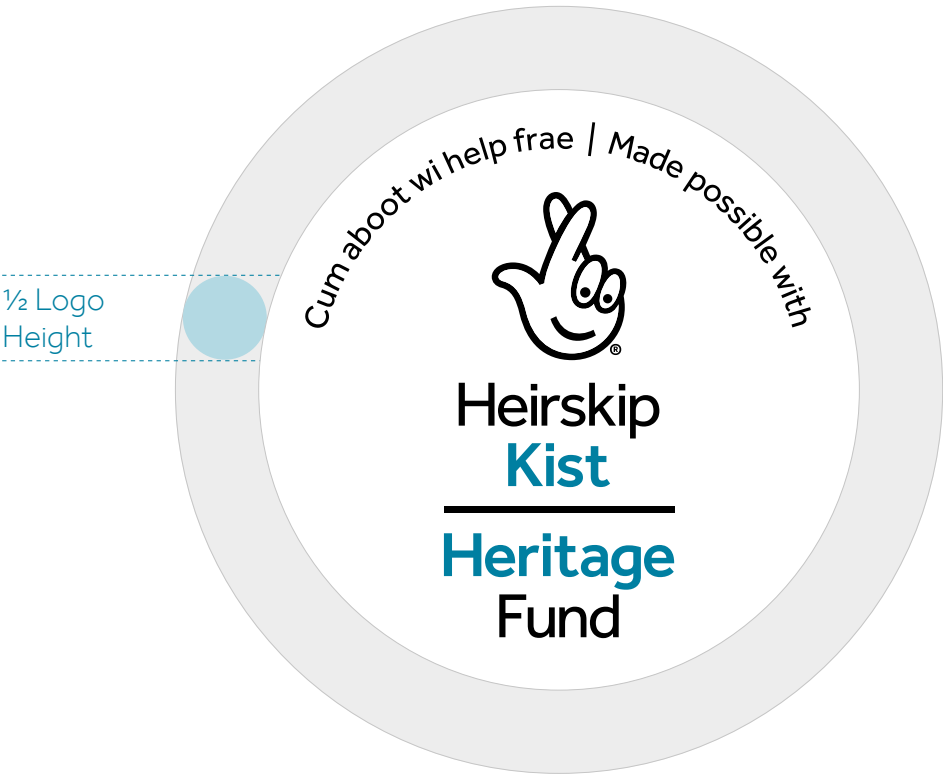 Cum aboot wi help frae | Made possible with
½ Logo
Height
®
Heirskip
Kist
Heritage
Fund